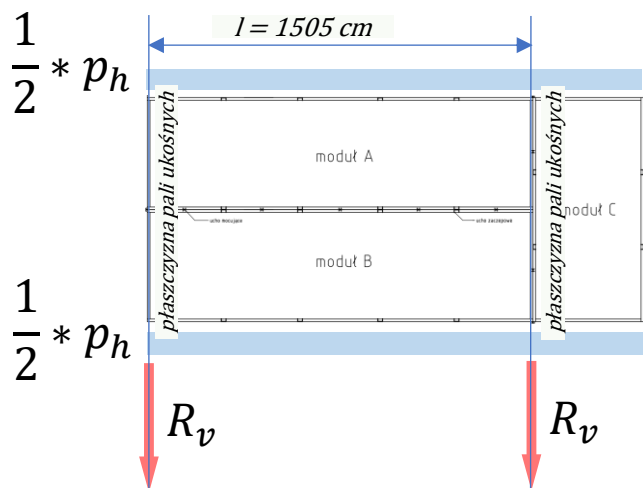 l = 1505 cm
1/2 * p_h
płaszczyzna pali ukośnych
płaszczyzna pali ukośnych
moduł A
moduł C
ucho mocujące
ucho zaczepowe
moduł B
1/2 * p_h
R_v
R_v